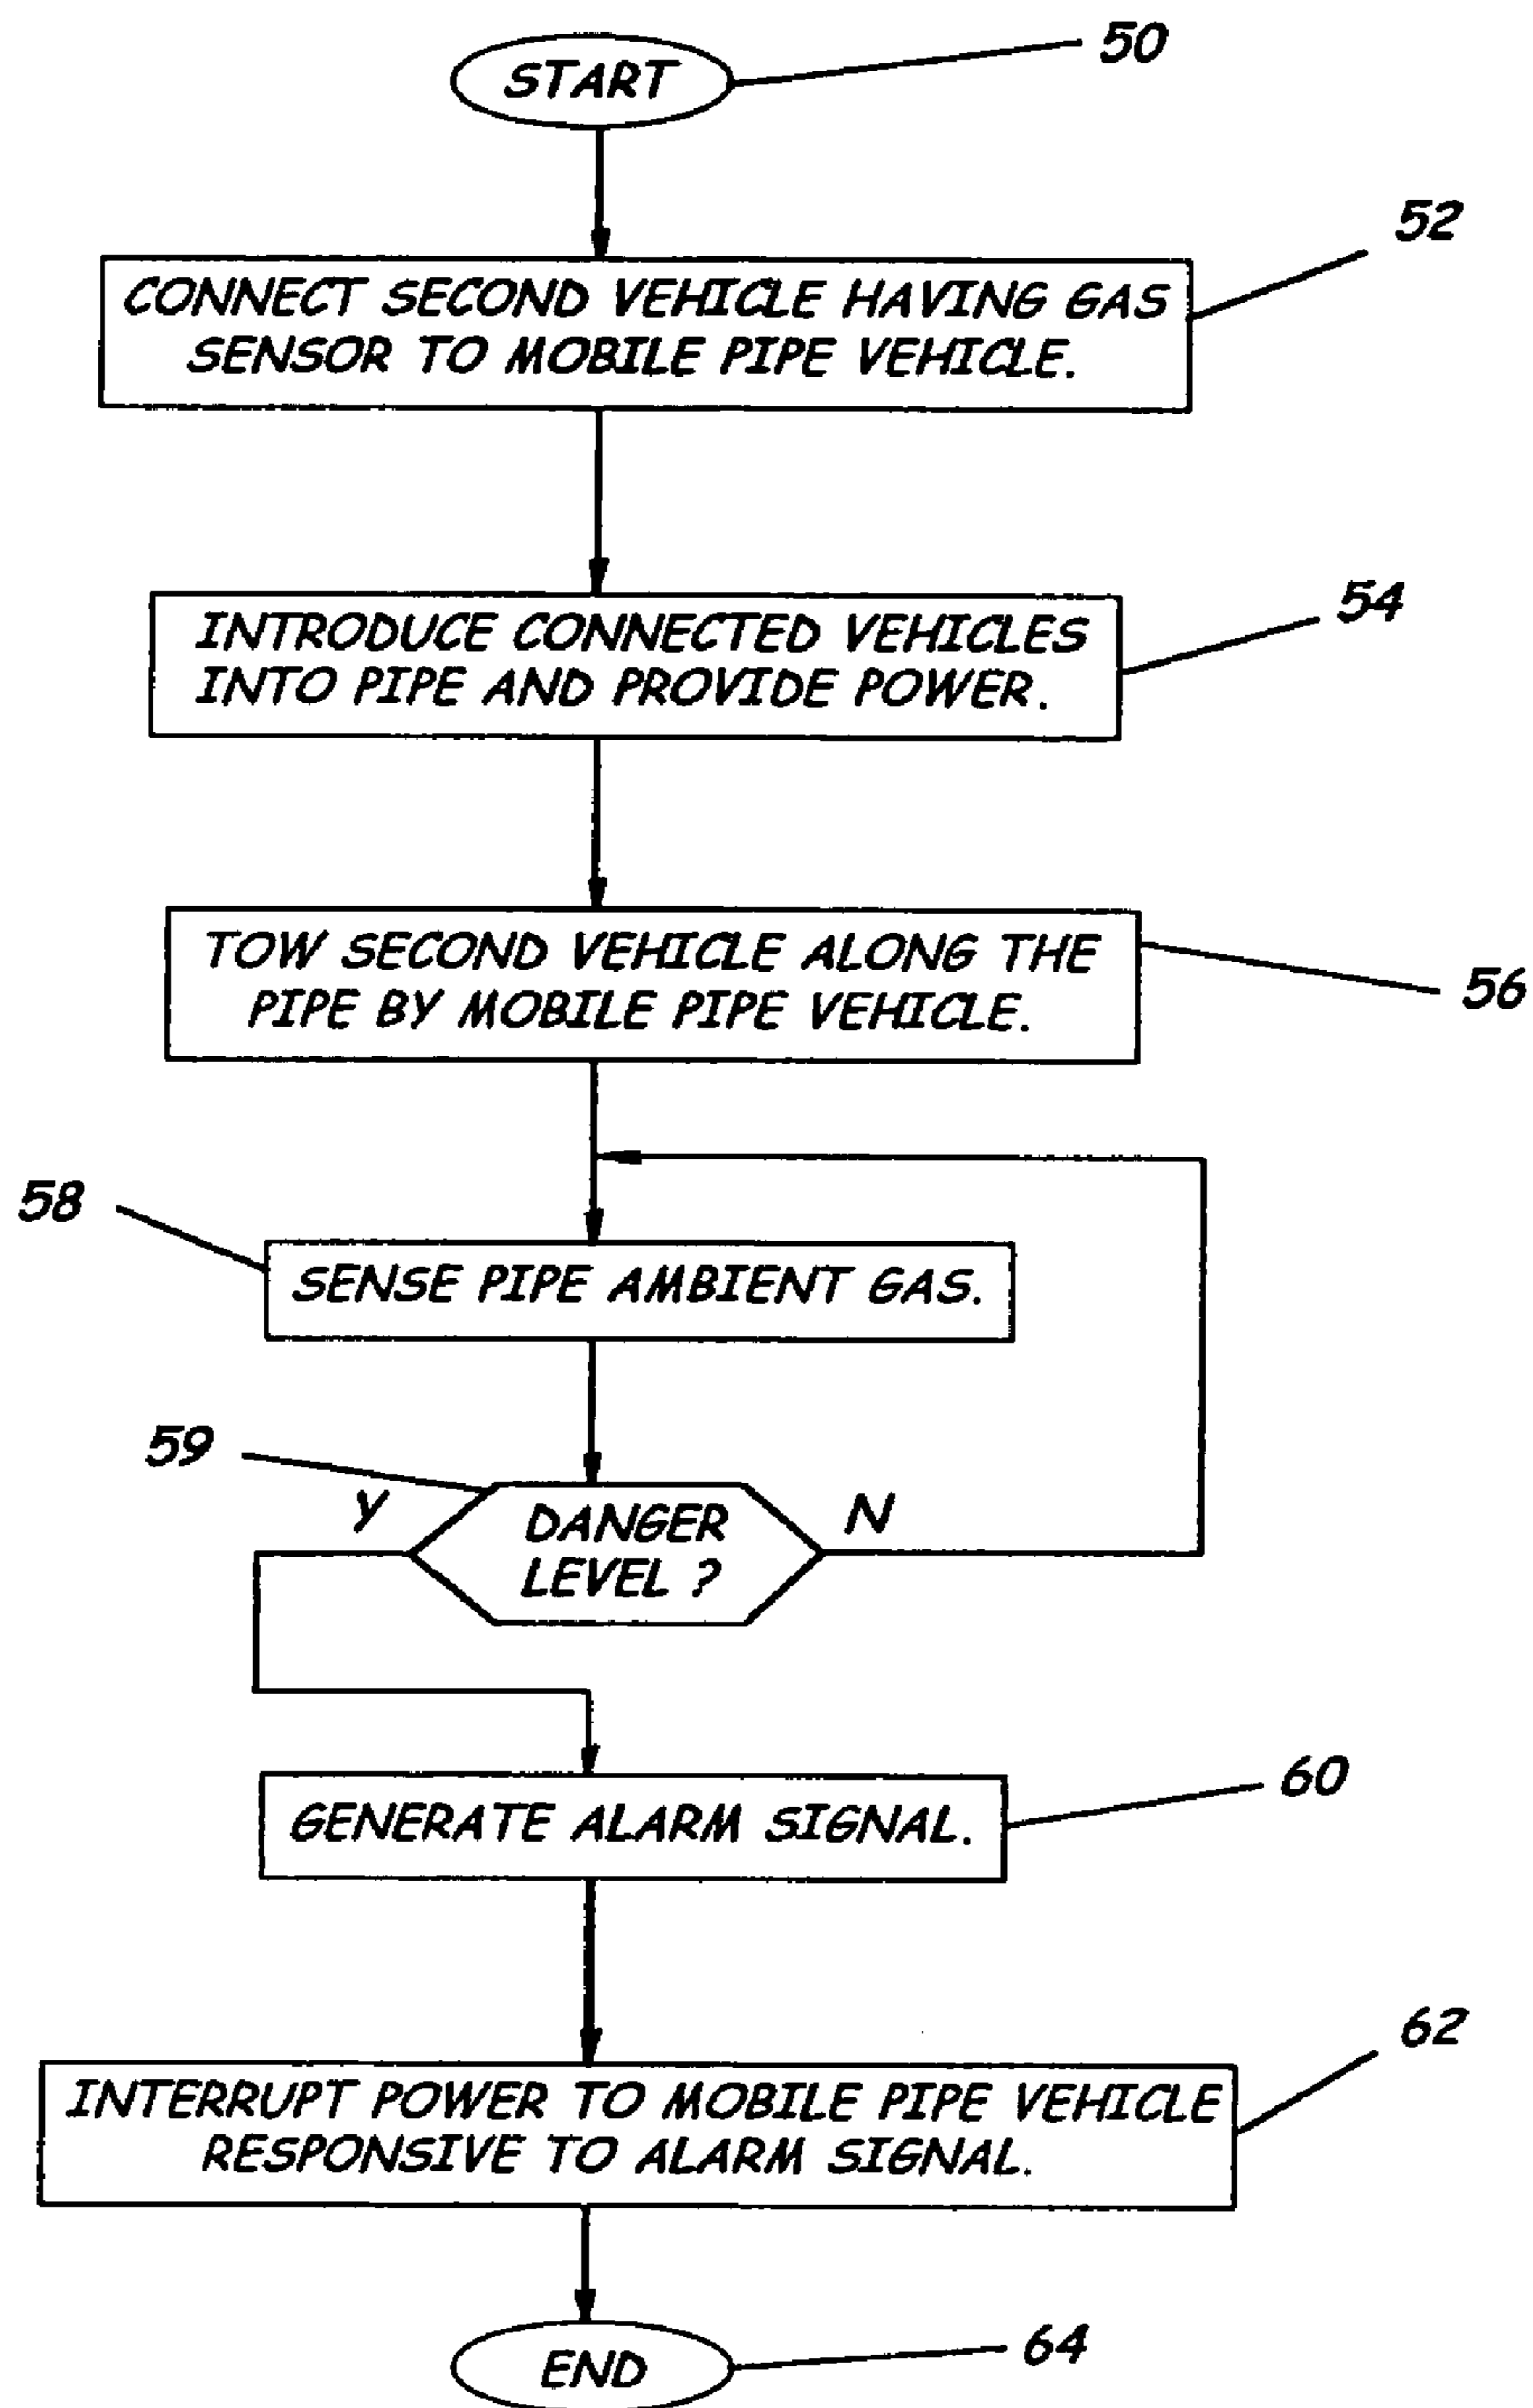 START
50
52
CONNECT SECOND VEHICLE HAVING GAS
SENSOR TO MOBILE PIPE VEHICLE.
54
INTRODUCE CONNECTED VEHICLES
INTO PIPE AND PROVIDE POWER.
TOW SECOND VEHICLE ALONG THE
PIPE BY MOBILE PIPE VEHICLE.
56
58
SENSE PIPE AMBIENT GAS.
59
Y
N
DANGER
LEVEL ?
60
GENERATE ALARM SIGNAL.
62
INTERRUPT POWER TO MOBILE PIPE VEHICLE
RESPONSIVE TO ALARM SIGNAL.
END
64